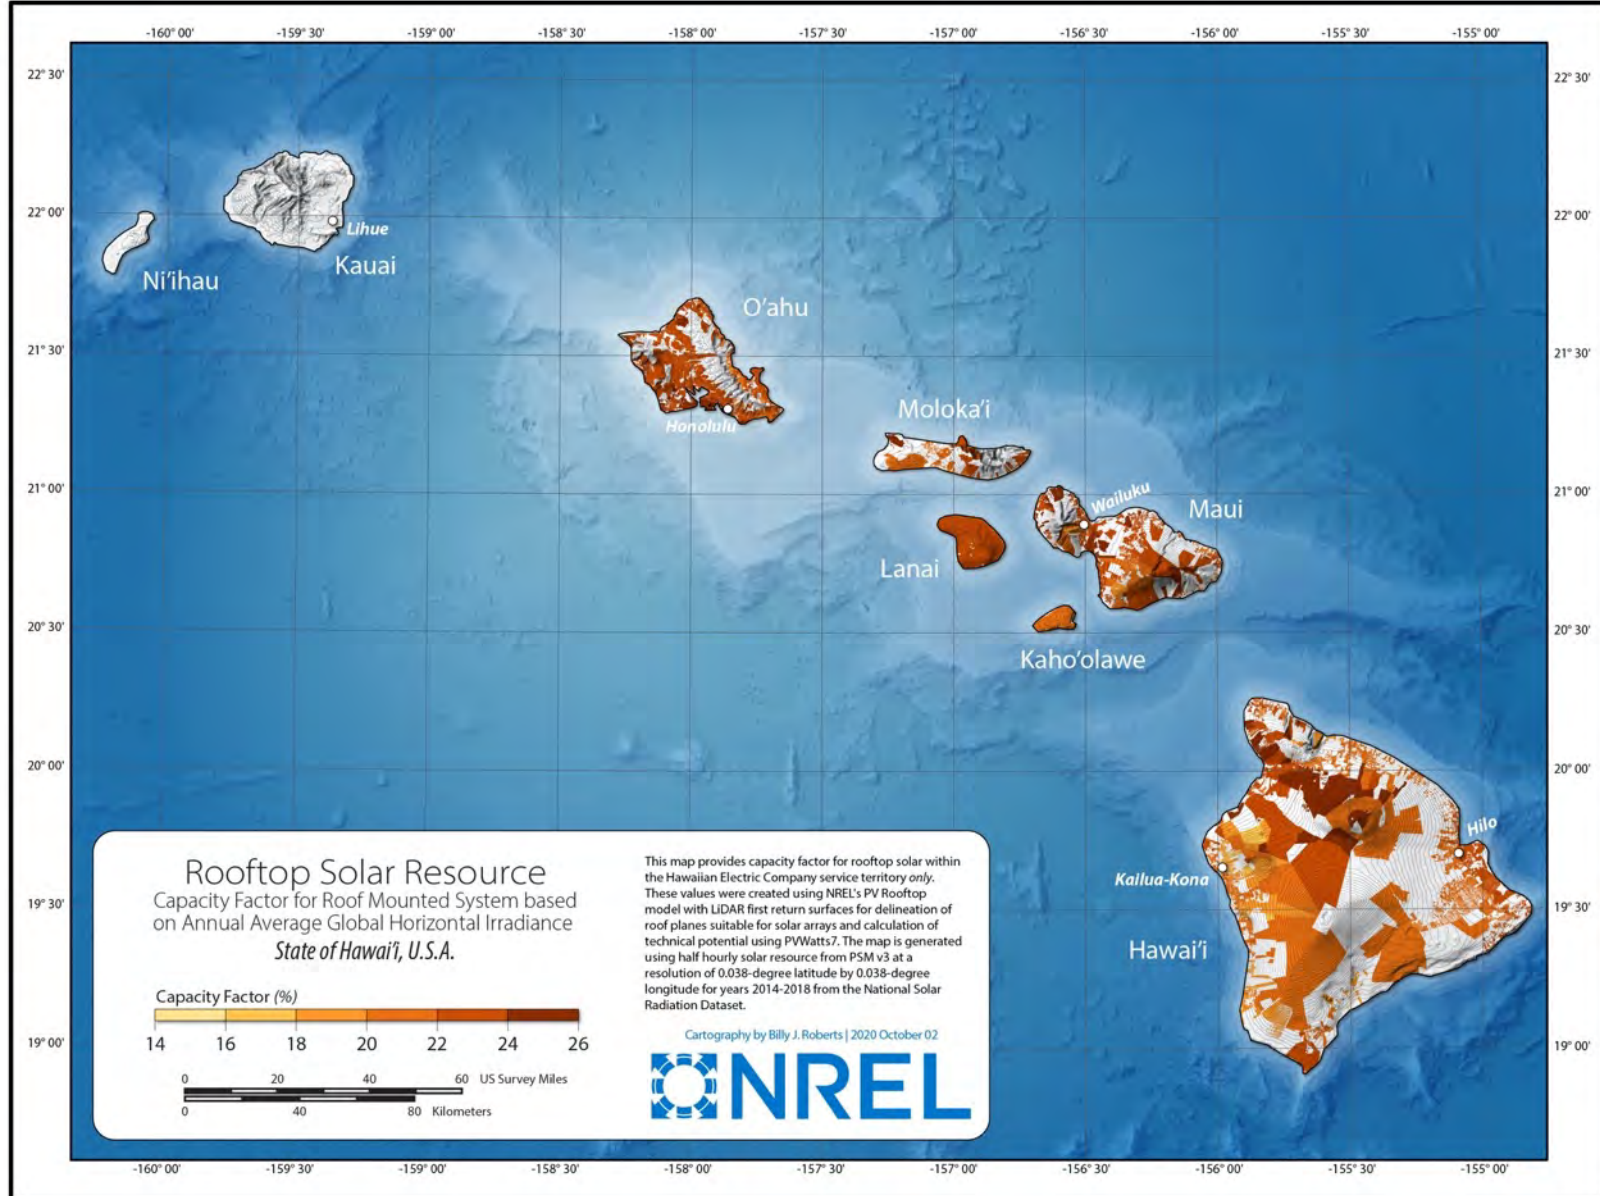 -160° 00'
-159° 30'
-159° 00'
-158° 30'
-158° 00'
-157° 30'
-157° 00'
-156° 30'
-156° 00'
-155° 30'
-155° 00'
22° 30'
22° 30'
22° 00'
22° 00'
Lihue
Kauai
Ni'ihau
O'ahu
21° 30'
21° 30'
Honolulu
Moloka'i
21° 00'
21° 00'
Wailuku
Maui
Lanai
20° 30'
20° 30'
Kaho'olawe
20° 00'
20° 00'
Hilo
Kailua-Kona
19° 30'
19° 30'
Hawai'i
19° 00'
19° 00'
Rooftop Solar Resource
Capacity Factor for Roof Mounted System based
on Annual Average Global Horizontal Irradiance
State of Hawai'i, U.S.A.
Capacity Factor (%)
14 16 18 20 22 24 26
0 20 40 60 US Survey Miles
0 40 80 Kilometers
This map provides capacity factor for rooftop solar within
the Hawaiian Electric Company service territory only.
These values were created using NREL's PV Rooftop
model with LiDAR first return surfaces for delineation of
roof planes suitable for solar arrays and calculation of
technical potential using PVWatts7. The map is generated
using half hourly solar resource from PSM v3 at a
resolution of 0.038-degree latitude by 0.038-degree
longitude for years 2014-2018 from the National Solar
Radiation Dataset.
Cartography by Billy J. Roberts | 2020 October 02
NREL
-160° 00'
-159° 30'
-159° 00'
-158° 30'
-158° 00'
-157° 30'
-157° 00'
-156° 30'
-156° 00'
-155° 30'
-155° 00'